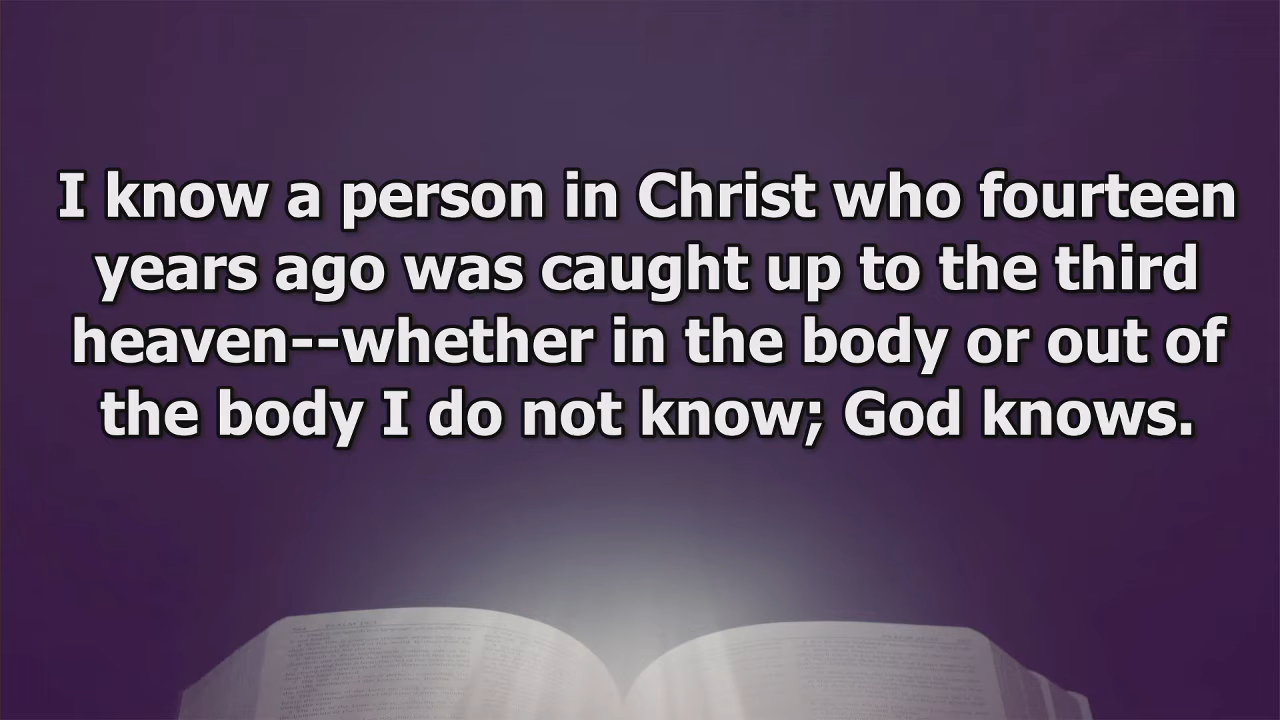 I know a person in Christ who fourteen
years ago was caught up to the third
heaven--whether in the body or out of
the body I do not know; God knows.